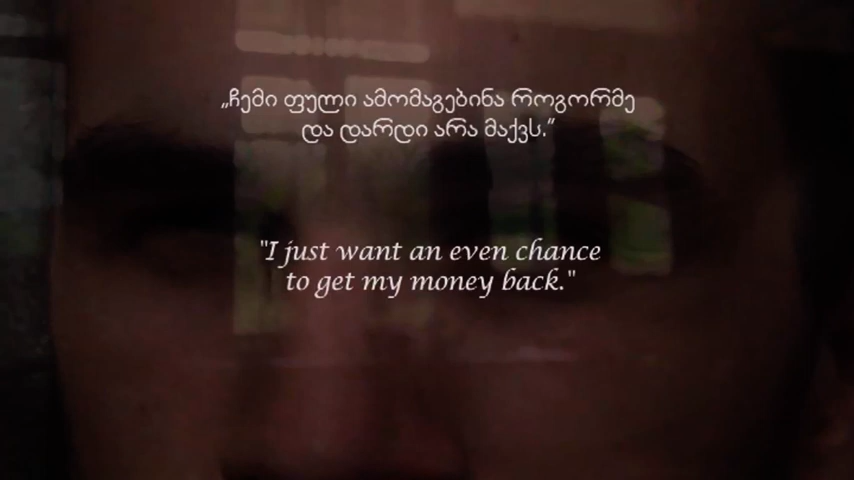 „ჩემი ფული ამომაგებინა როგორმე
და დარდი არა მაქვს.”
"I just want an even chance
to get my money back."